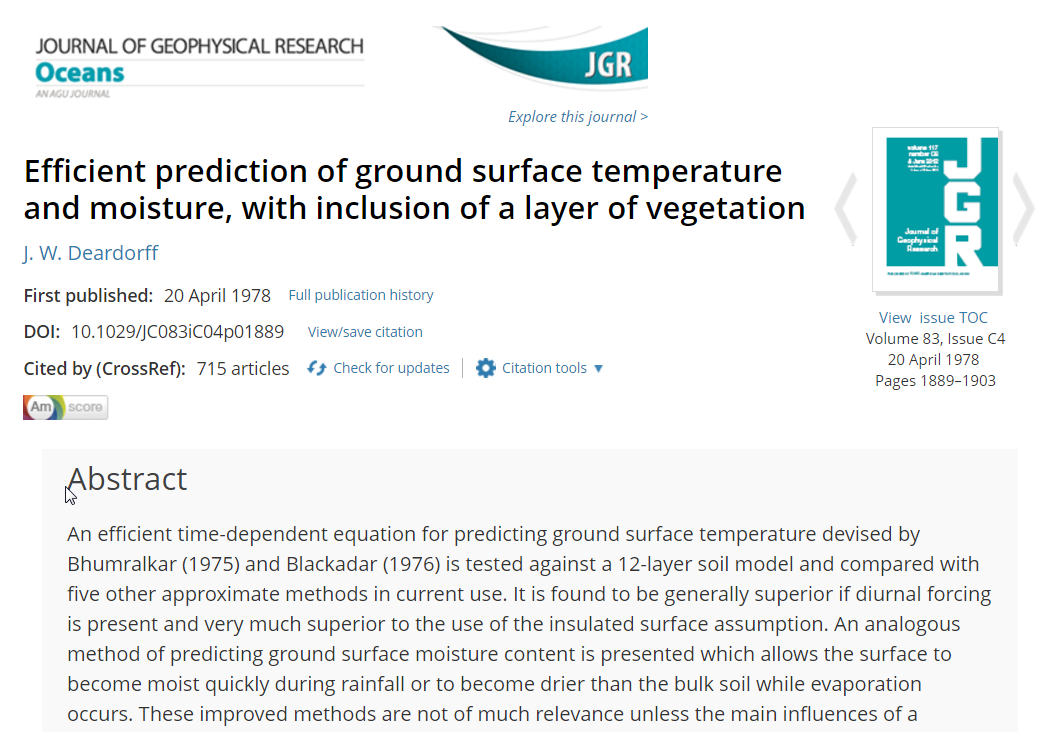 JOURNAL OF GEOPHYSICAL RESEARCH
Oceans
AN AGU JOURNAL
JGR
Explore this journal >
Efficient prediction of ground surface temperature
and moisture, with inclusion of a layer of vegetation
J. W. Deardorff
First published: 20 April 1978 Full publication history
DOI: 10.1029/JC083iC04p01889 View/save citation
Cited by (CrossRef): 715 articles Check for updates Citation tools ▼
Am score
JGR
Journal of
Geophysical
Research
View issue TOC
Volume 83, Issue C4
20 April 1978
Pages 1889–1903
Abstract
An efficient time-dependent equation for predicting ground surface temperature devised by
Bhumralkar (1975) and Blackadar (1976) is tested against a 12-layer soil model and compared with
five other approximate methods in current use. It is found to be generally superior if diurnal forcing
is present and very much superior to the use of the insulated surface assumption. An analogous
method of predicting ground surface moisture content is presented which allows the surface to
become moist quickly during rainfall or to become drier than the bulk soil while evaporation
occurs. These improved methods are not of much relevance unless the main influences of a